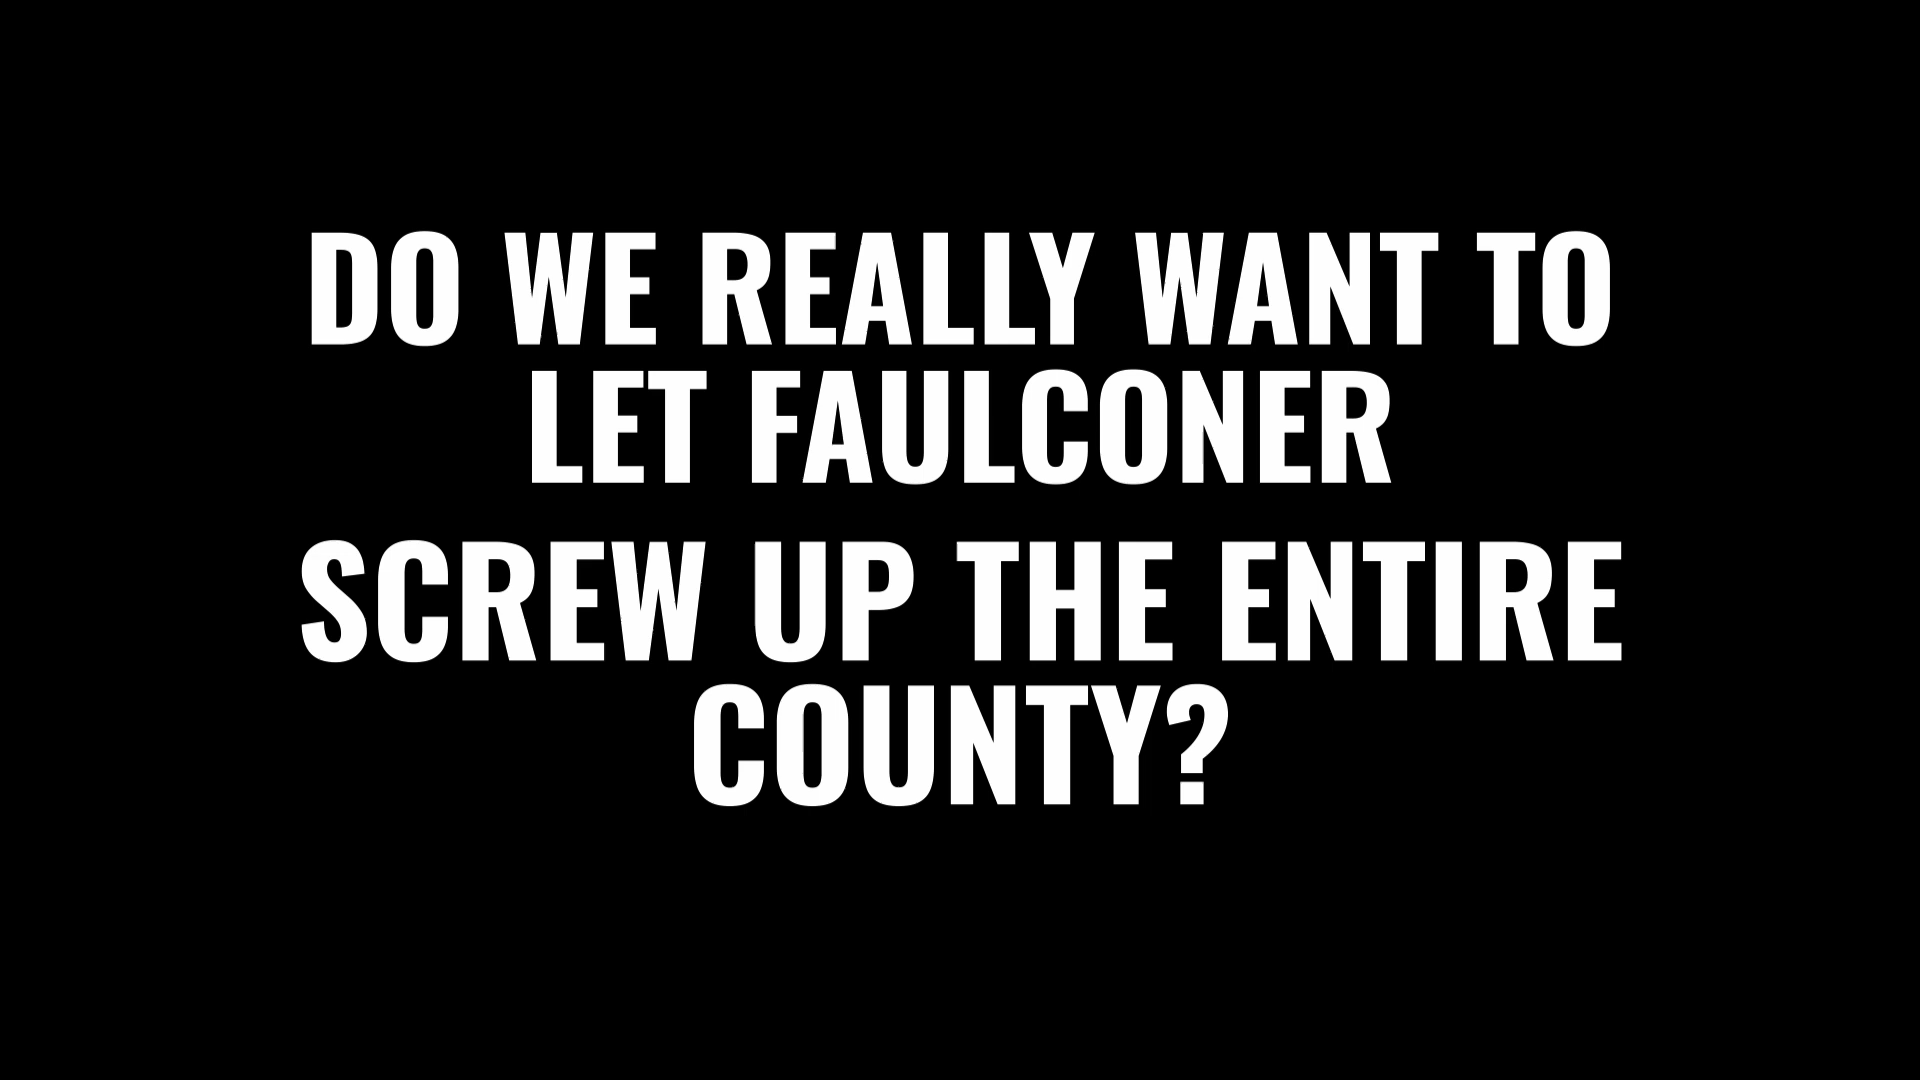 DO WE REALLY WANT TO
LET FAULCONER
SCREW UP THE ENTIRE
COUNTY?